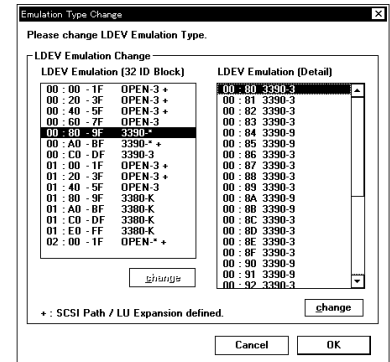 Emulation Type Change
Please change LDEV Emulation Type.
LDEV Emulation Change
LDEV Emulation (32 ID Block)
00 : 00 - 1F OPEN-3 +
00 : 20 - 3F OPEN-3 +
00 : 40 - 5F OPEN-3 +
00 : 60 - 7F OPEN-3
00 : 80 - 9F 3390-*
00 : A0 - BF 3390-* +
00 : C0 - DF 3390-3
01 : 00 - 1F OPEN-3 +
01 : 20 - 3F OPEN-3 +
01 : 40 - 5F OPEN-3
01 : 80 - 9F 3380-K
01 : A0 - BF 3380-K
01 : C0 - DF 3380-K
01 : E0 - FF 3380-K
02 : 00 - 1F OPEN-* +
change
LDEV Emulation (Detail)
00 : 80 3390-3
00 : 81 3390-3
00 : 82 3390-3
00 : 83 3390-3
00 : 84 3390-9
00 : 85 3390-9
00 : 86 3390-3
00 : 87 3390-3
00 : 88 3390-3
00 : 89 3390-3
00 : 8A 3390-9
00 : 8B 3390-9
00 : 8C 3390-3
00 : 8D 3390-3
00 : 8E 3390-3
00 : 8F 3390-3
00 : 90 3390-9
00 : 91 3390-9
00 : 92 3390-3
change
+ : SCSI Path / LU Expansion defined.
Cancel
OK